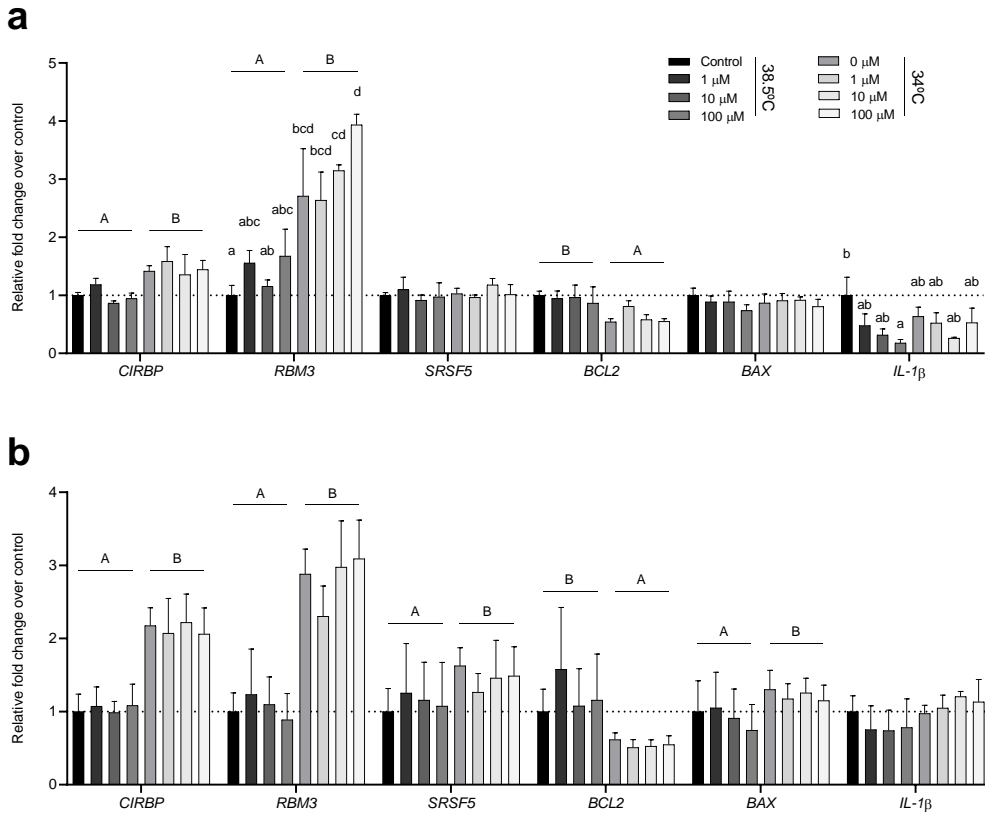 a
Relative fold change over control
5
4
3
2
1
0
A B
A B
B A
a abc ab abc bcd bcd cd d
b ab ab a ab ab ab ab
CIRBP RBM3 SRSF5 BCL2 BAX IL-1β
Control
1 μM
10 μM
100 μM
38.5ºC
0 μM
1 μM
10 μM
100 μM
34ºC
b
Relative fold change over control
4
3
2
1
0
A B
A B
A B
B A
A B
CIRBP RBM3 SRSF5 BCL2 BAX IL-1β